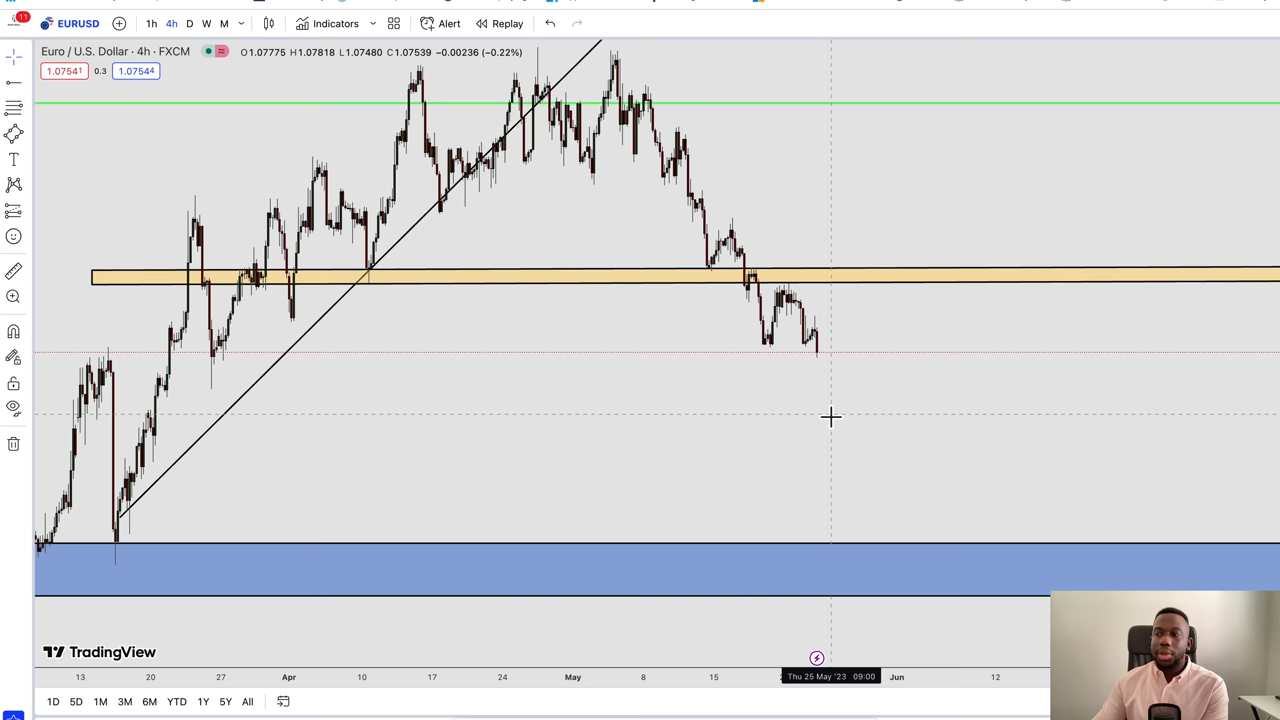 11
EURUSD
1h 4h D W M
Indicators
Alert
Replay
Euro / U.S. Dollar · 4h · FXCM
O1.07775 H1.07818 L1.07480 C1.07539 −0.00236 (−0.22%)
1.07541 0.3 1.07544
T
TradingView
13 20 27 Apr 10 17 24 May 8 15 Thu 25 May '23 09:00 Jun 12
1D 5D 1M 3M 6M YTD 1Y 5Y All